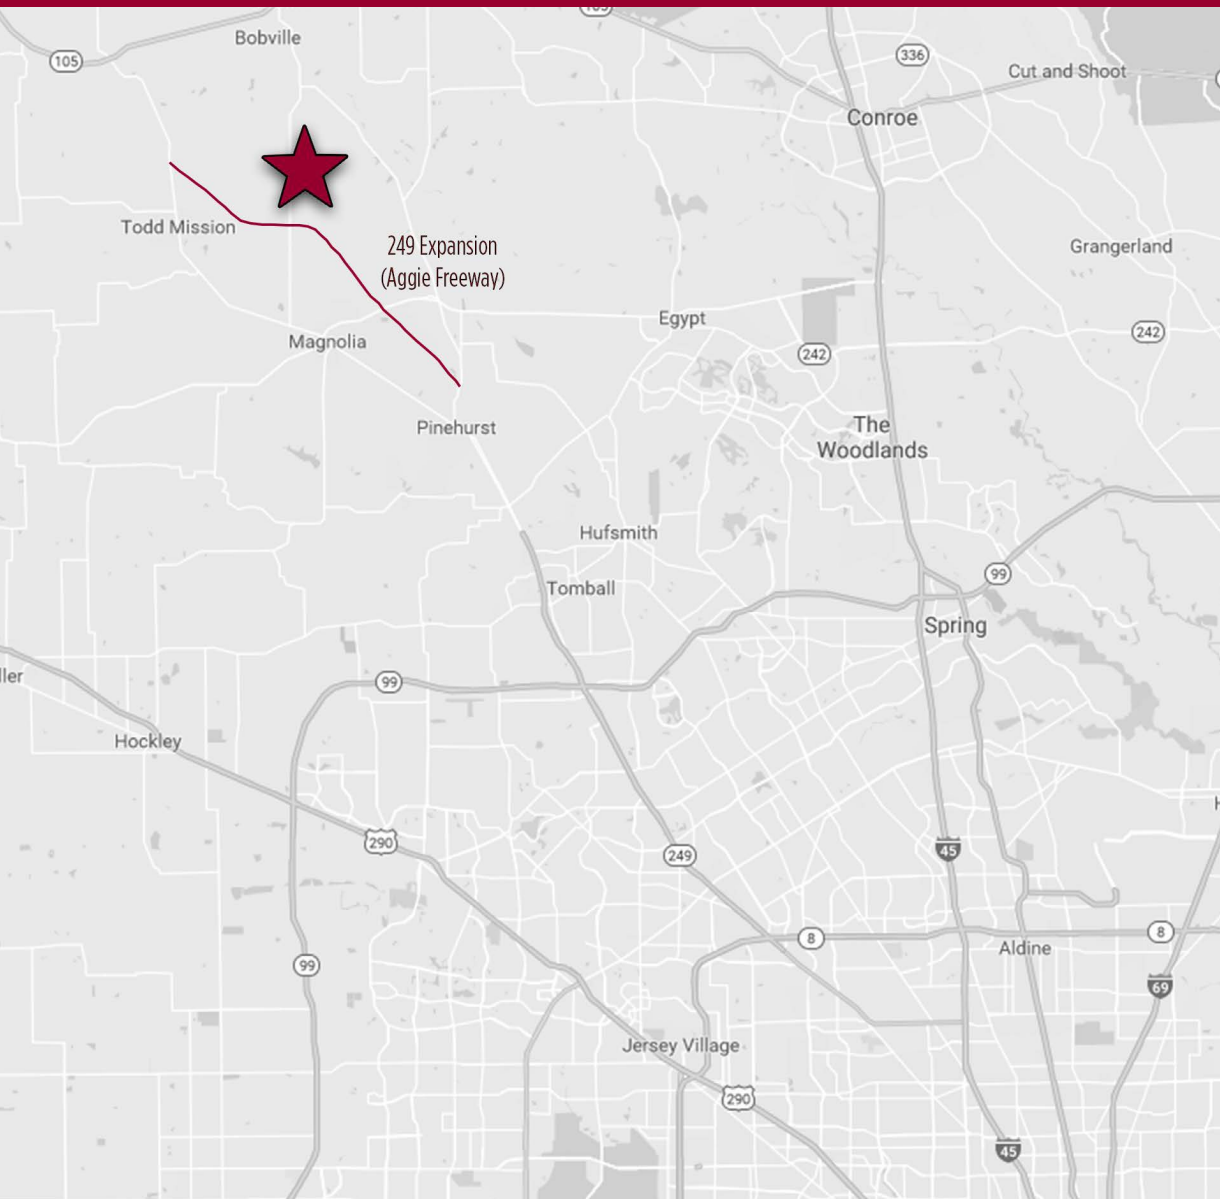 Bobville
105
336
Cut and Shoot
Conroe
Todd Mission
249 Expansion
(Aggie Freeway)
Grangerland
Egypt
Magnolia
242
242
Pinehurst
The
Woodlands
Hufsmith
Tomball
99
Spring
ller
99
Hockley
290
249
45
8
8
Aldine
99
69
Jersey Village
290
45